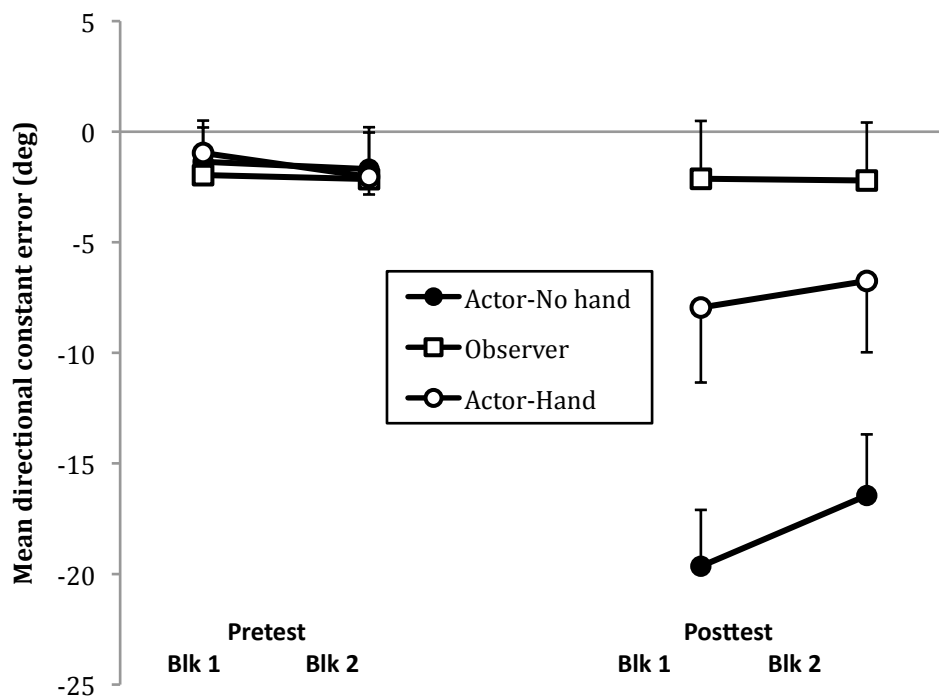 Mean directional constant error (deg)
5
0
-5
-10
-15
-20
-25
Actor-No hand
Observer
Actor-Hand
Pretest Posttest
Blk 1 Blk 2 Blk 1 Blk 2